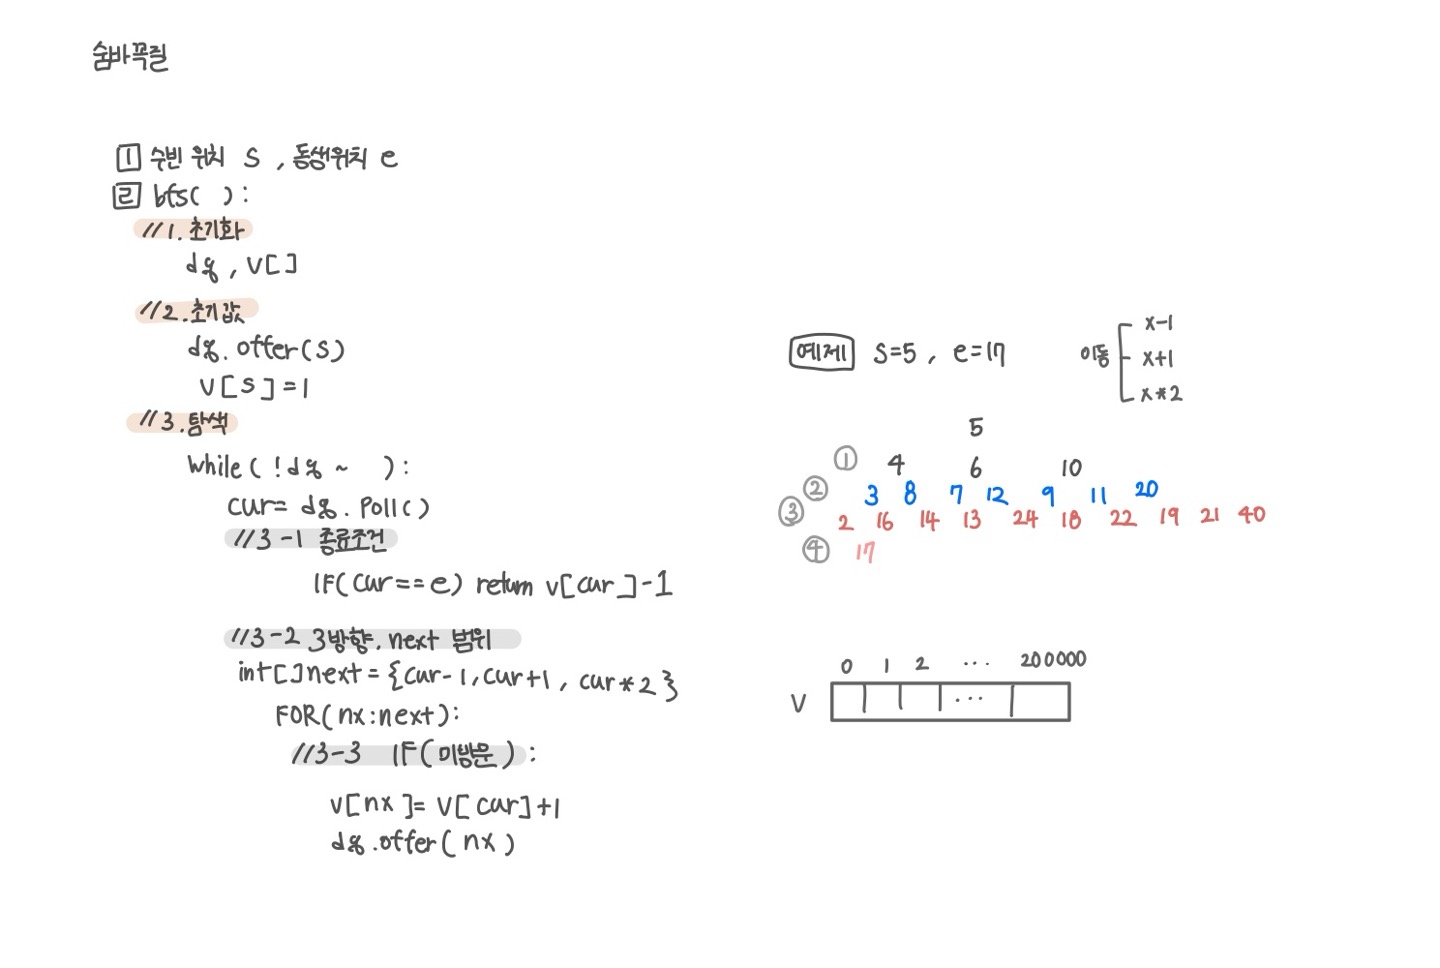 숨바꼭질
1 수빈 위치 s , 동생위치 e
2 bfs( ):
//1.초기화
dq , v[]
//2.초기값
dq.offer(s)
v[s]=1
//3.탐색
while( !dq ~ ):
cur= dq.poll()
//3-1 종료조건
IF(cur==e) return v[cur]-1
//3-2 3방향, next 범위
int[]next={cur-1,cur+1, cur*2}
FOR(nx:next):
//3-3 IF(미방문):
v[nx]= v[cur]+1
dq.offer(nx)
예제 s=5, e=17
이동
x-1
x+1
x*2
5
① 4 6 10
② 3 8 7 12 9 11 20
③ 2 16 14 13 24 18 22 19 21 40
④ 17
0 1 2 ... 200000
v ...